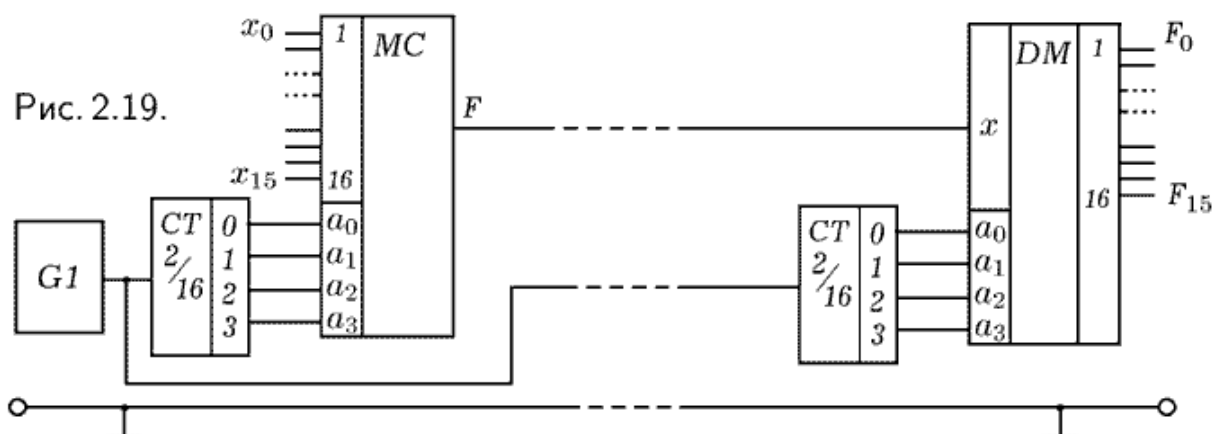 x₀ 1 MC DM 1 F₀
Рис. 2.19.
F x
x₁₅ 16 16 F₁₅
G1 CT 2/16 0 1 2 3 a₀ a₁ a₂ a₃
CT 2/16 0 1 2 3 a₀ a₁ a₂ a₃